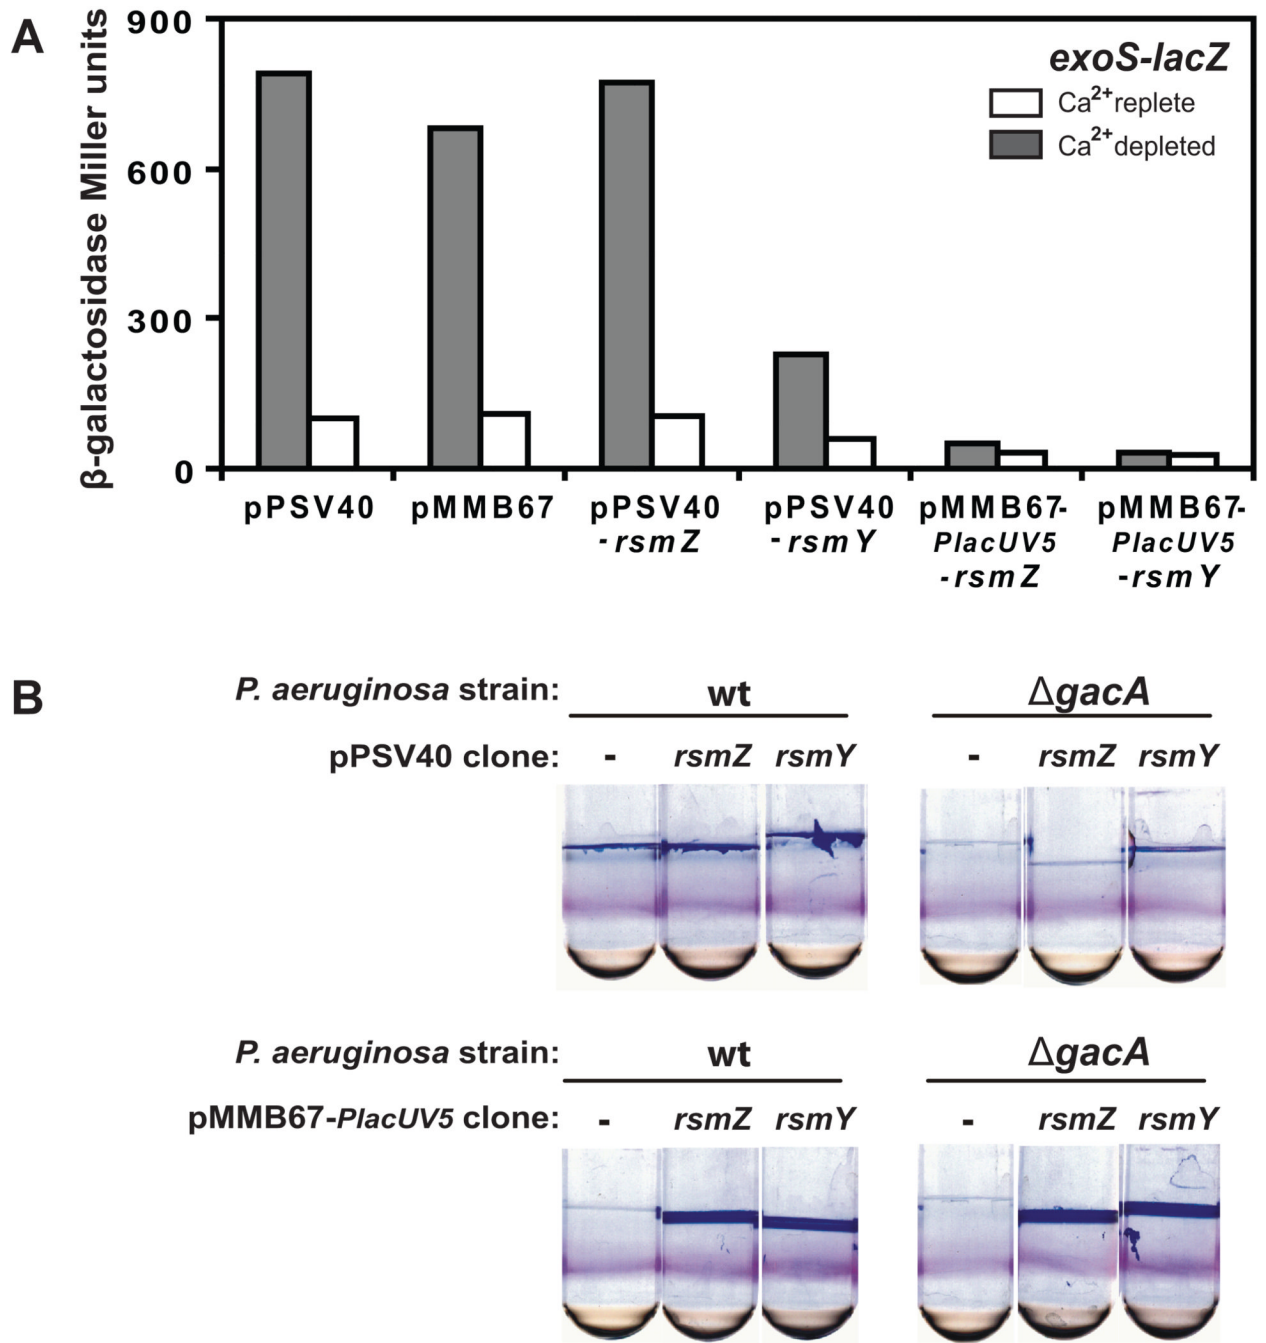 A
β-galactosidase Miller units
900
600
300
0
exoS-lacZ
Ca2+ replete
Ca2+ depleted
pPSV40 pMMB67 pPSV40 pPSV40 pMMB67- pMMB67-
-rsmZ -rsmY PlacUV5 PlacUV5
-rsmZ -rsmY
B
P. aeruginosa strain: wt ΔgacA
pPSV40 clone: - rsmZ rsmY - rsmZ rsmY
P. aeruginosa strain: wt ΔgacA
pMMB67-PlacUV5 clone: - rsmZ rsmY - rsmZ rsmY